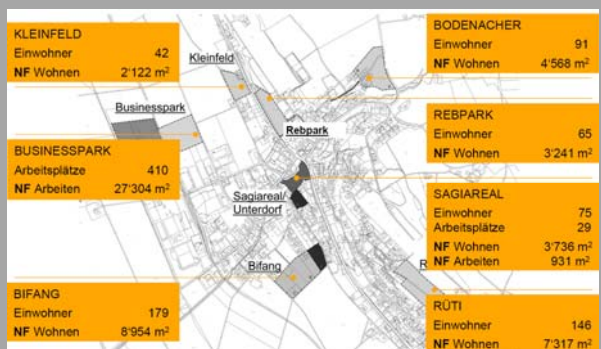 KLEINFELD
Einwohner 42
NF Wohnen 2'122 m²
BUSINESSPARK
Arbeitsplätze 410
NF Arbeiten 27'304 m²
BIFANG
Einwohner 179
NF Wohnen 8'954 m²
Kleinfeld
Businesspark
Rebpark
Sagiareal/
Unterdorf
Bifang
R
BODENACHER
Einwohner 91
NF Wohnen 4'568 m²
REBPARK
Einwohner 65
NF Wohnen 3'241 m²
SAGIAREAL
Einwohner 75
Arbeitsplätze 29
NF Wohnen 3'736 m²
NF Arbeiten 931 m²
RÜTI
Einwohner 146
NF Wohnen 7'317 m²